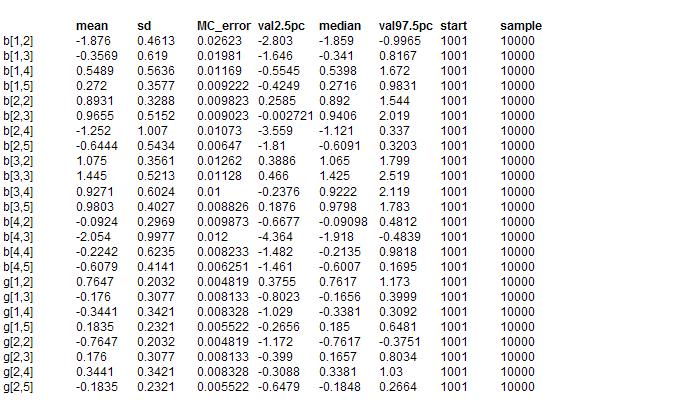 mean sd MC_error val2.5pc median val97.5pc start sample
b[1,2] -1.876 0.4613 0.02623 -2.803 -1.859 -0.9965 1001 10000
b[1,3] -0.3569 0.619 0.01981 -1.646 -0.341 0.8167 1001 10000
b[1,4] 0.5489 0.5636 0.01169 -0.5545 0.5398 1.672 1001 10000
b[1,5] 0.272 0.3577 0.009222 -0.4249 0.2716 0.9831 1001 10000
b[2,2] 0.8931 0.3288 0.009823 0.2585 0.892 1.544 1001 10000
b[2,3] 0.9655 0.5152 0.009023 -0.002721 0.9406 2.019 1001 10000
b[2,4] -1.252 1.007 0.01073 -3.559 -1.121 0.337 1001 10000
b[2,5] -0.6444 0.5434 0.00647 -1.81 -0.6091 0.3203 1001 10000
b[3,2] 1.075 0.3561 0.01262 0.3886 1.065 1.799 1001 10000
b[3,3] 1.445 0.5213 0.01128 0.466 1.425 2.519 1001 10000
b[3,4] 0.9271 0.6024 0.01 -0.2376 0.9222 2.119 1001 10000
b[3,5] 0.9803 0.4027 0.008826 0.1876 0.9798 1.783 1001 10000
b[4,2] -0.0924 0.2969 0.009873 -0.6677 -0.09098 0.4812 1001 10000
b[4,3] -2.054 0.9977 0.012 -4.364 -1.918 -0.4839 1001 10000
b[4,4] -0.2242 0.6235 0.008233 -1.482 -0.2135 0.9818 1001 10000
b[4,5] -0.6079 0.4141 0.006251 -1.461 -0.6007 0.1695 1001 10000
g[1,2] 0.7647 0.2032 0.004819 0.3755 0.7617 1.173 1001 10000
g[1,3] -0.176 0.3077 0.008133 -0.8023 -0.1656 0.3999 1001 10000
g[1,4] -0.3441 0.3421 0.008328 -1.029 -0.3381 0.3092 1001 10000
g[1,5] 0.1835 0.2321 0.005522 -0.2656 0.185 0.6481 1001 10000
g[2,2] -0.7647 0.2032 0.004819 -1.172 -0.7617 -0.3751 1001 10000
g[2,3] 0.176 0.3077 0.008133 -0.399 0.1657 0.8034 1001 10000
g[2,4] 0.3441 0.3421 0.008328 -0.3088 0.3381 1.03 1001 10000
g[2,5] -0.1835 0.2321 0.005522 -0.6479 -0.1848 0.2664 1001 10000